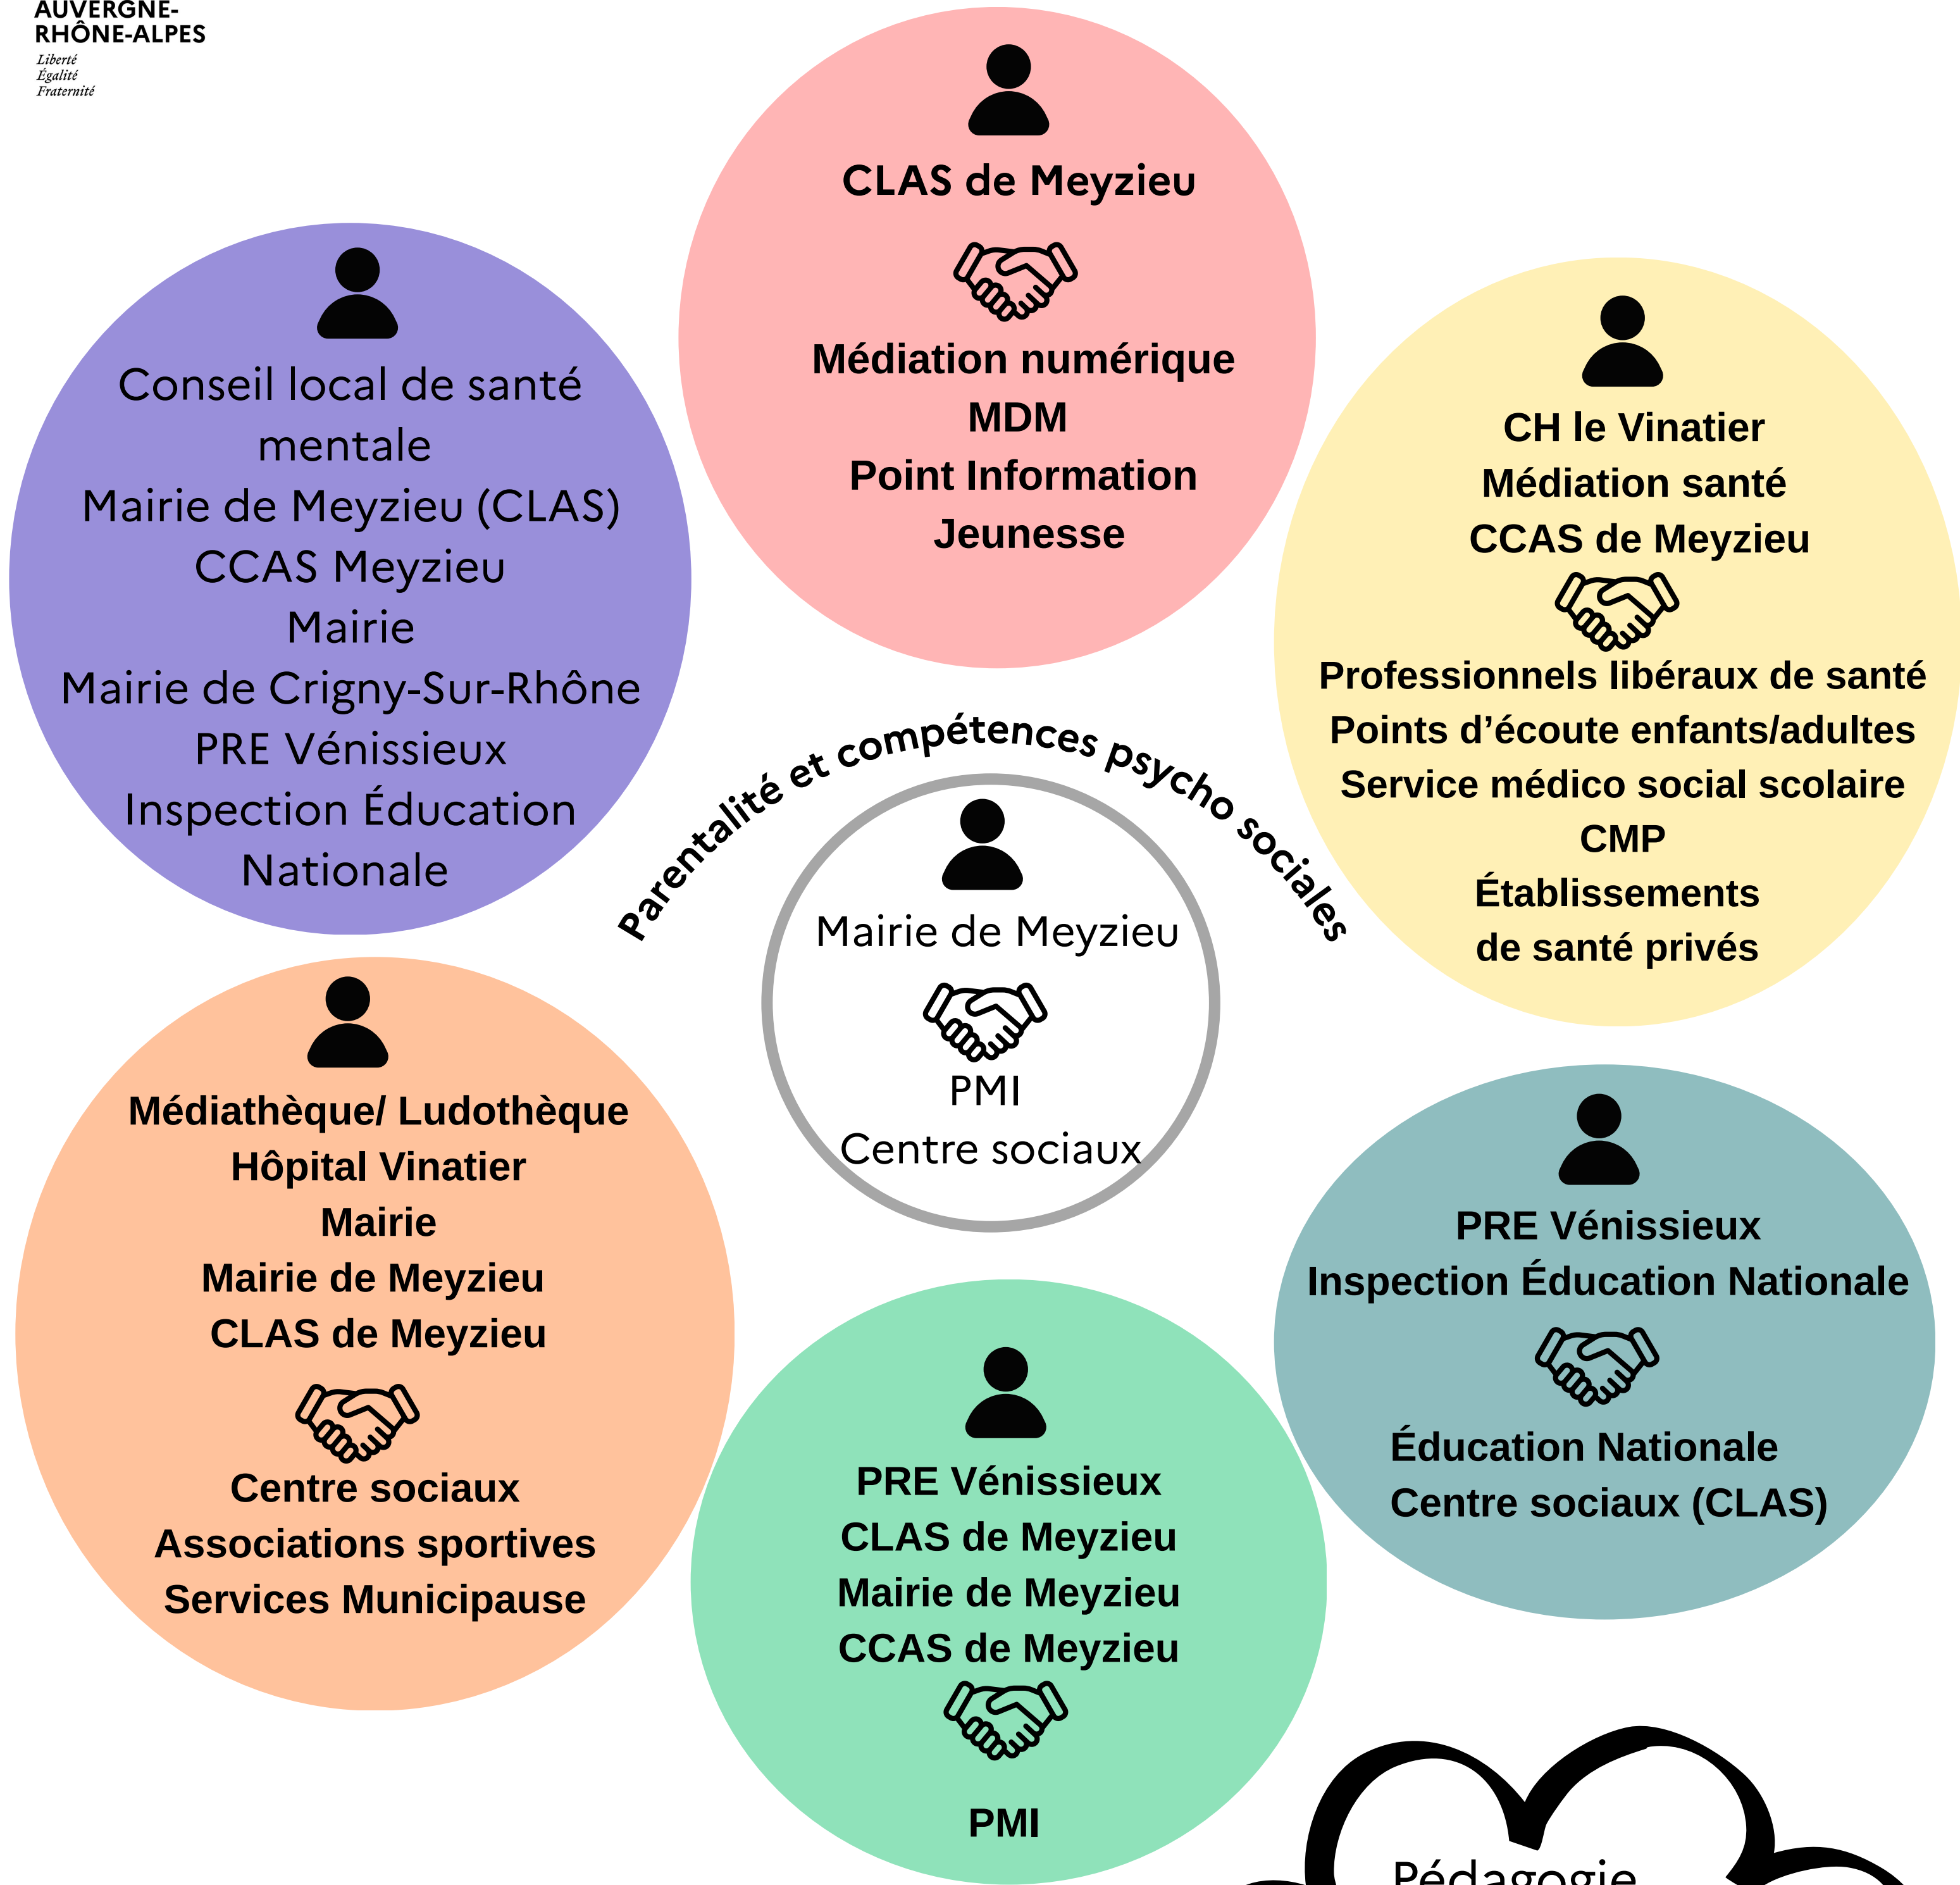 AUVERGNE-
RHÔNE-ALPES
Liberté
Égalité
Fraternité
CLAS de Meyzieu
Médiation numérique
MDM
Point Information
Jeunesse
Conseil local de santé
mentale
Mairie de Meyzieu (CLAS)
CCAS Meyzieu
Mairie
Mairie de Crigny-Sur-Rhône
PRE Vénissieux
Inspection Éducation
Nationale
CH le Vinatier
Médiation santé
CCAS de Meyzieu
Professionnels libéraux de santé
Points d’écoute enfants/adultes
Service médico social scolaire
CMP
Établissements
de santé privés
Parentalité et compétences psycho sociales
Mairie de Meyzieu
PMI
Centre sociaux
Médiathèque/ Ludothèque
Hôpital Vinatier
Mairie
Mairie de Meyzieu
CLAS de Meyzieu
Centre sociaux
Associations sportives
Services Municipause
PRE Vénissieux
Inspection Éducation Nationale
Éducation Nationale
Centre sociaux (CLAS)
PRE Vénissieux
CLAS de Meyzieu
Mairie de Meyzieu
CCAS de Meyzieu
PMI
Pédagogie